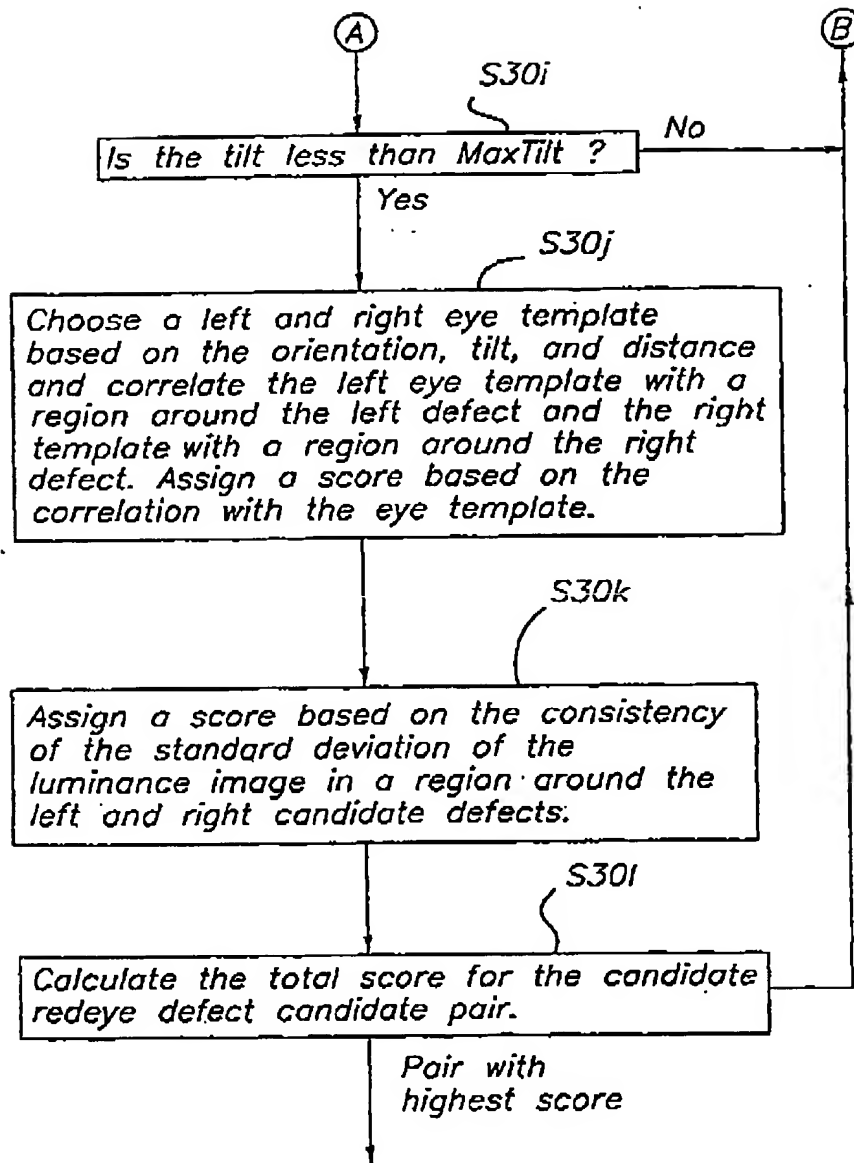 A
B
S30i
Is the tilt less than MaxTilt ?
No
Yes
S30j
Choose a left and right eye template
based on the orientation, tilt, and distance
and correlate the left eye template with a
region around the left defect and the right
template with a region around the right
defect. Assign a score based on the
correlation with the eye template.
S30k
Assign a score based on the consistency
of the standard deviation of the
luminance image in a region around the
left and right candidate defects.
S30l
Calculate the total score for the candidate
redeye defect candidate pair.
Pair with
highest score